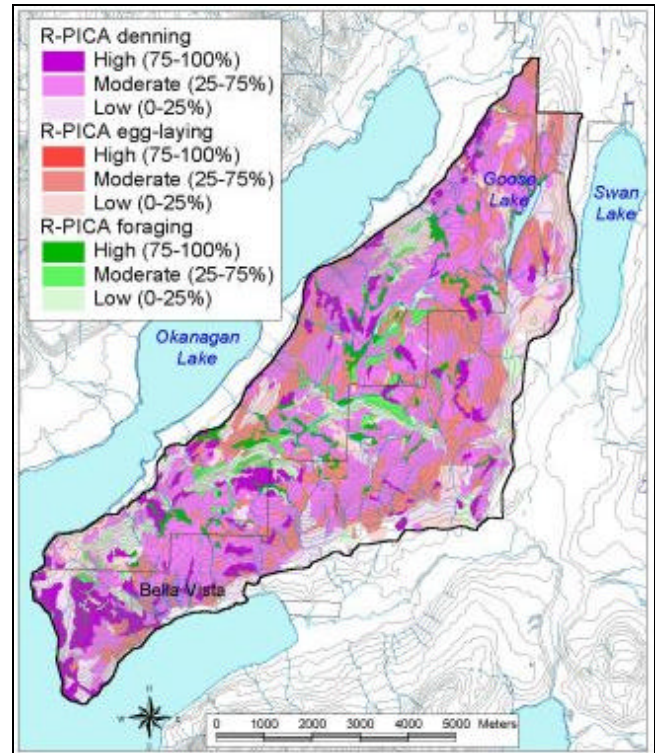 R-PICA denning
High (75-100%)
Moderate (25-75%)
Low (0-25%)
R-PICA egg-laying
High (75-100%)
Moderate (25-75%)
Low (0-25%)
R-PICA foraging
High (75-100%)
Moderate (25-75%)
Low (0-25%)
Goose
Lake
Swan
Lake
Okanagan
Lake
Bella Vista
N
W E
S
0 1000 2000 3000 4000 5000 Meters